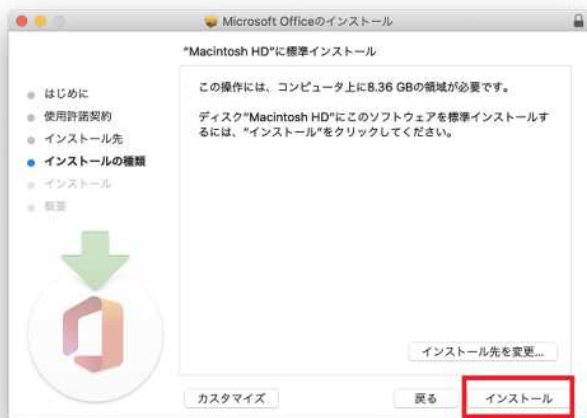 Microsoft Officeのインストール
"Macintosh HD"に標準インストール
はじめに
使用許諾契約
インストール先
インストールの種類
インストール
概要
この操作には、コンピュータ上に8.36 GBの領域が必要です。
ディスク"Macintosh HD"にこのソフトウェアを標準インストールす
るには、"インストール"をクリックしてください。
インストール先を変更...
カスタマイズ
戻る
インストール